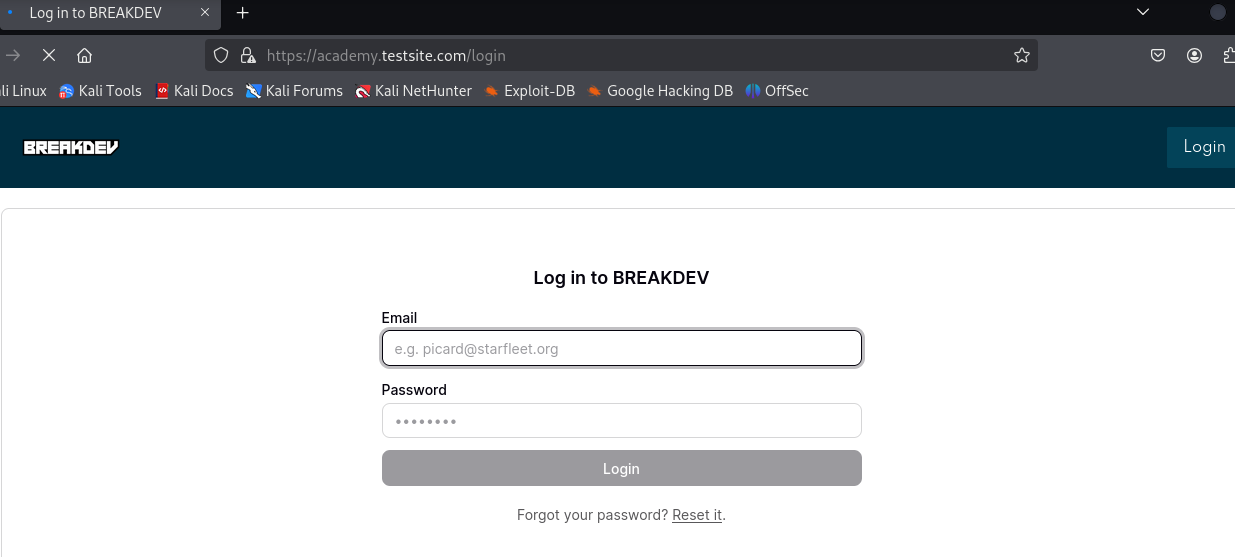 Log in to BREAKDEV
https://academy.testsite.com/login
Linux Kali Tools Kali Docs Kali Forums Kali NetHunter Exploit-DB Google Hacking DB OffSec
BREAKDEV Login
Log in to BREAKDEV
Email
e.g. picard@starfleet.org
Password
Login
Forgot your password? Reset it.